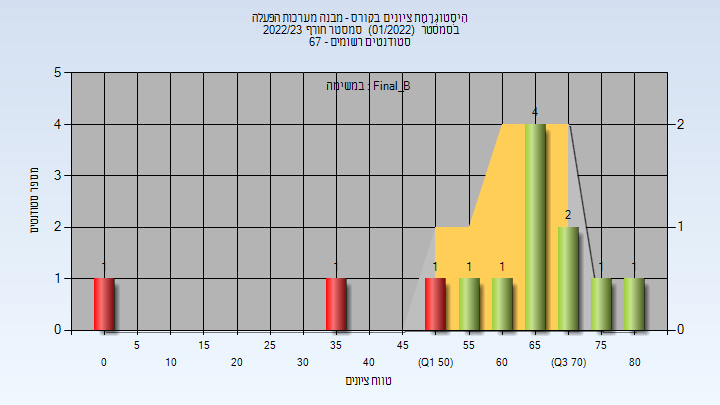 היסטוגרמת ציונים בקורס - מבנה מערכות הפעלה
בסמסטר (01/2022) סמסטר חורף 2022/23
סטודנטים רשומים - 67
במשימה : Final_B
מספר סטודנטים
5
4
3
2
1
0
2
1
0
1
1
1
1
1
4
2
1
1
5 15 25 35 45 55 65 75
0 10 20 30 40 (Q1 50) 60 (Q3 70) 80
טווח ציונים